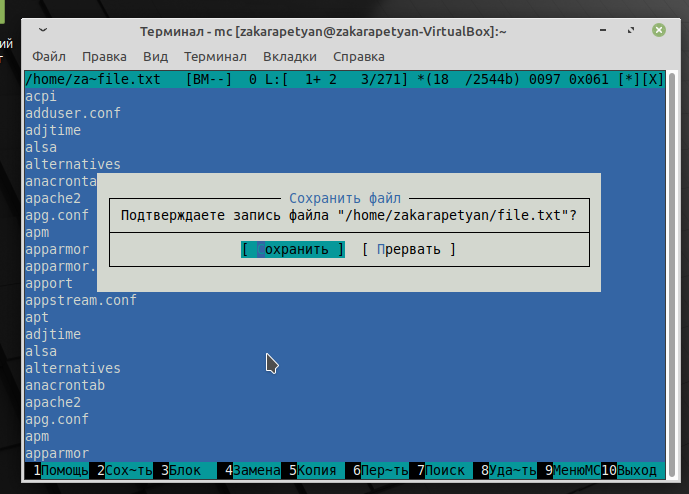 ий
г
Терминал - mc [zakarapetyan@zakarapetyan-VirtualBox]:~
Файл Правка Вид Терминал Вкладки Справка
/home/za~file.txt [BM--] 0 L:[ 1+ 2 3/271] *(18 /2544b) 0097 0x061 [*][X]
acpi
adduser.conf
adjtime
alsa
alternatives
anacronta
apache2
apg.conf
apm
apparmor
apparmor.
apport
appstream.conf
apt
adjtime
alsa
alternatives
anacrontab
apache2
apg.conf
apm
apparmor
Сохранить файл
Подтверждаете запись файла "/home/zakarapetyan/file.txt"?
[ Сохранить ] [ Прервать ]
1Помощь 2Сох~ть 3Блок 4Замена 5Копия 6Пер~ть 7Поиск 8Уда~ть 9МенюMC 10Выход